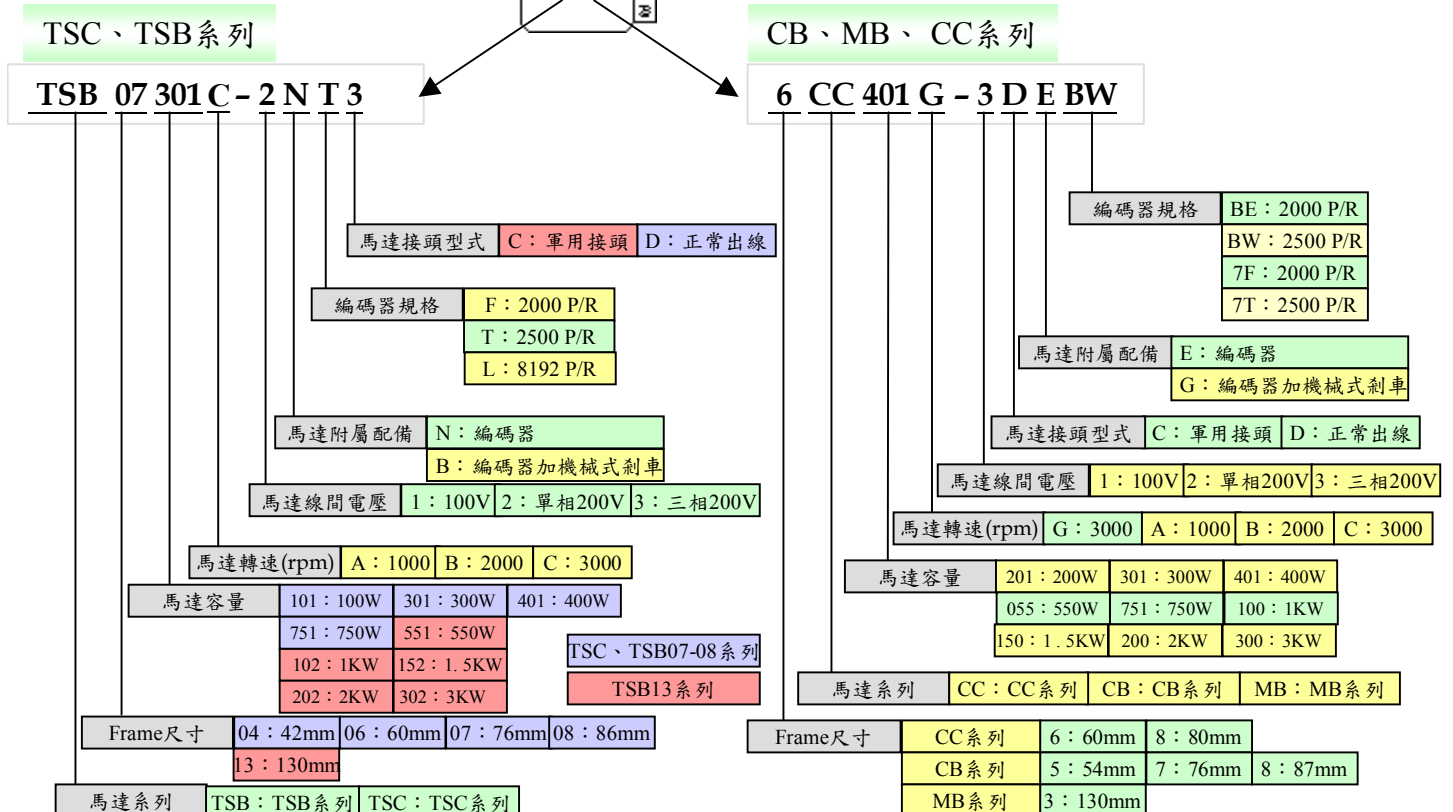 TSC、TSB系列
TSB 07 301 C – 2 N T 3
馬達接頭型式 C：軍用接頭 D：正常出線
編碼器規格 F：2000 P/R
T：2500 P/R
L：8192 P/R
馬達附屬配備 N：編碼器
B：編碼器加機械式剎車
馬達線間電壓 1：100V 2：單相200V 3：三相200V
馬達轉速(rpm) A：1000 B：2000 C：3000
馬達容量 101：100W 301：300W 401：400W
751：750W 551：550W
102：1KW 152：1.5KW
202：2KW 302：3KW
TSC、TSB07-08系列
TSB13系列
Frame尺寸 04：42mm 06：60mm 07：76mm 08：86mm
13：130mm
馬達系列 TSB：TSB系列 TSC：TSC系列
CB、MB、 CC系列
6 CC 401 G – 3 D E BW
編碼器規格 BE：2000 P/R
BW：2500 P/R
7F：2000 P/R
7T：2500 P/R
馬達附屬配備 E：編碼器
G：編碼器加機械式剎車
馬達接頭型式 C：軍用接頭 D：正常出線
馬達線間電壓 1：100V 2：單相200V 3：三相200V
馬達轉速(rpm) G：3000 A：1000 B：2000 C：3000
馬達容量 201：200W 301：300W 401：400W
055：550W 751：750W 100：1KW
150：1.5KW 200：2KW 300：3KW
馬達系列 CC：CC系列 CB：CB系列 MB：MB系列
Frame尺寸 CC系列 6：60mm 8：80mm
CB系列 5：54mm 7：76mm 8：87mm
MB系列 3：130mm